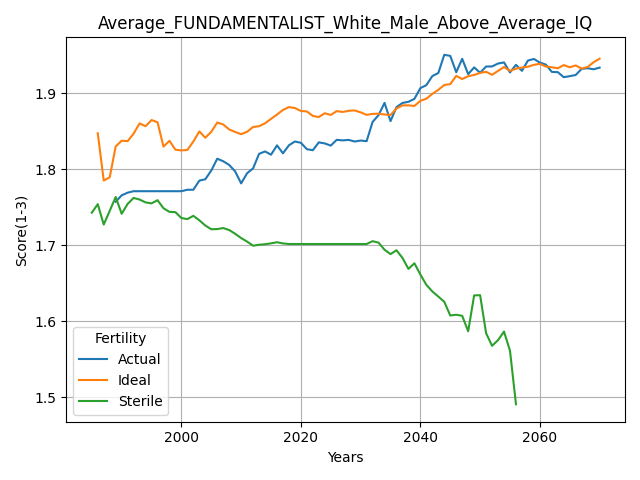 Average_FUNDAMENTALIST_White_Male_Above_Average_IQ
Score(1-3)
1.9
1.8
1.7
1.6
1.5
Fertility
Actual
Ideal
Sterile
2000
2020
2040
2060
Years